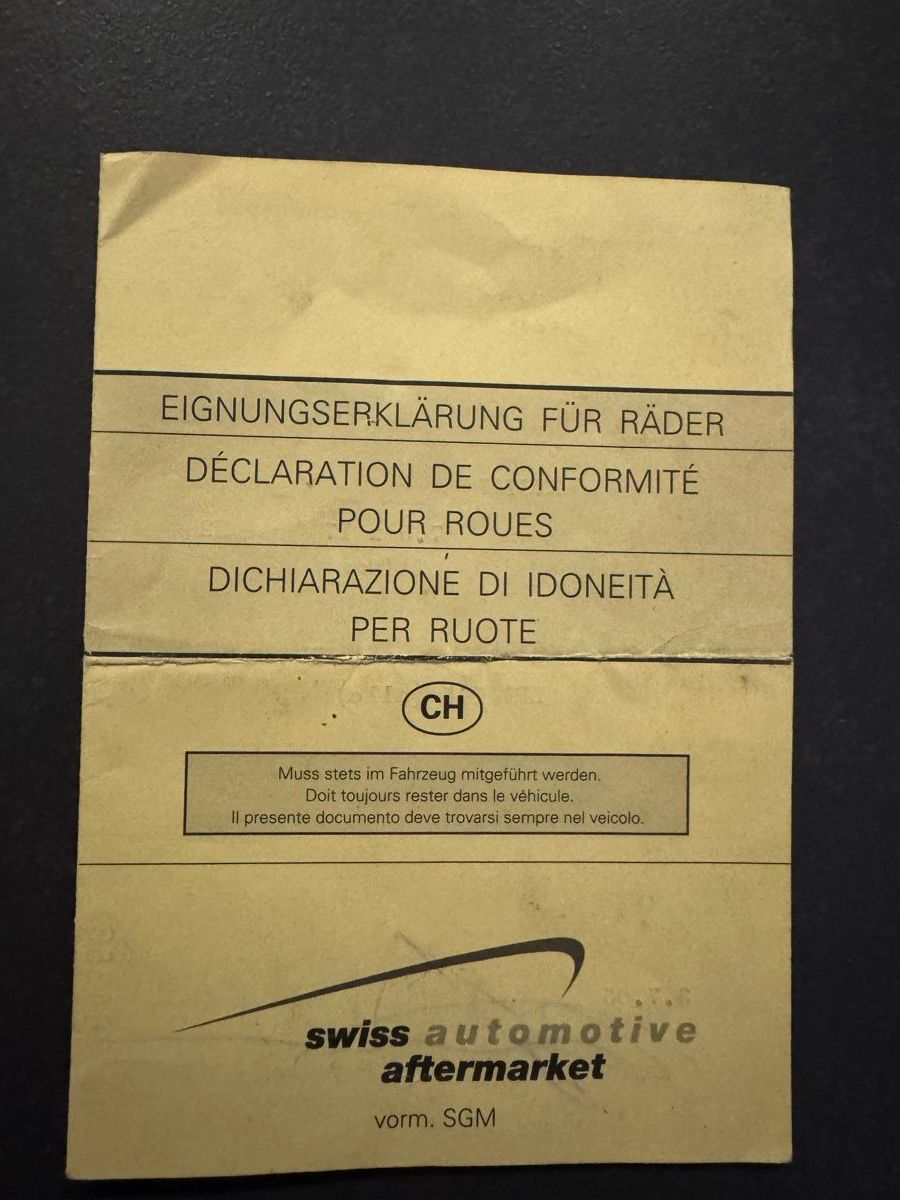 EIGNUNGSERKLÄRUNG FÜR RÄDER
DÉCLARATION DE CONFORMITÉ
POUR ROUES
DICHIARAZIONE DI IDONEITÀ
PER RUOTE
CH
Muss stets im Fahrzeug mitgeführt werden.
Doit toujours rester dans le véhicule.
Il presente documento deve trovarsi sempre nel veicolo.
swiss automotive
aftermarket
vorm. SGM